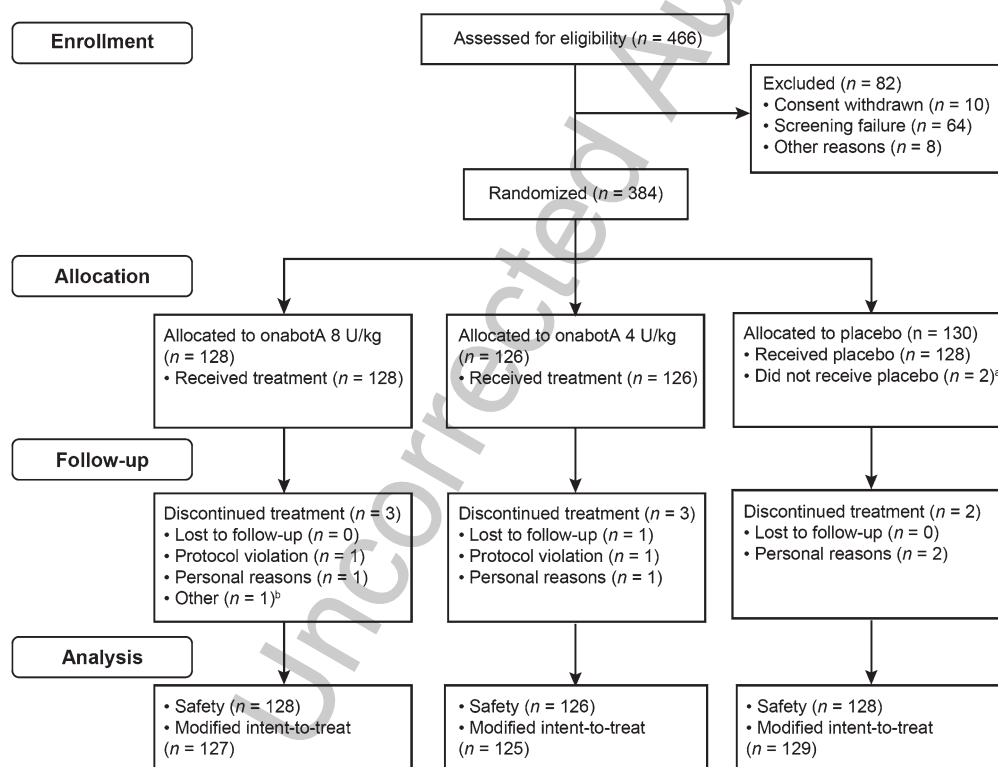 Enrollment
Assessed for eligibility (n = 466)
Excluded (n = 82)
• Consent withdrawn (n = 10)
• Screening failure (n = 64)
• Other reasons (n = 8)
Randomized (n = 384)
Allocation
Allocated to onabotA 8 U/kg
(n = 128)
• Received treatment (n = 128)
Allocated to onabotA 4 U/kg
(n = 126)
• Received treatment (n = 126)
Allocated to placebo (n = 130)
• Received placebo (n = 128)
• Did not receive placebo (n = 2)ᵃ
Follow-up
Discontinued treatment (n = 3)
• Lost to follow-up (n = 0)
• Protocol violation (n = 1)
• Personal reasons (n = 1)
• Other (n = 1)ᵇ
Discontinued treatment (n = 3)
• Lost to follow-up (n = 1)
• Protocol violation (n = 1)
• Personal reasons (n = 1)
Discontinued treatment (n = 2)
• Lost to follow-up (n = 0)
• Personal reasons (n = 2)
Analysis
• Safety (n = 128)
• Modified intent-to-treat
(n = 127)
• Safety (n = 126)
• Modified intent-to-treat
(n = 125)
• Safety (n = 128)
• Modified intent-to-treat
(n = 129)
Uncorrected Au